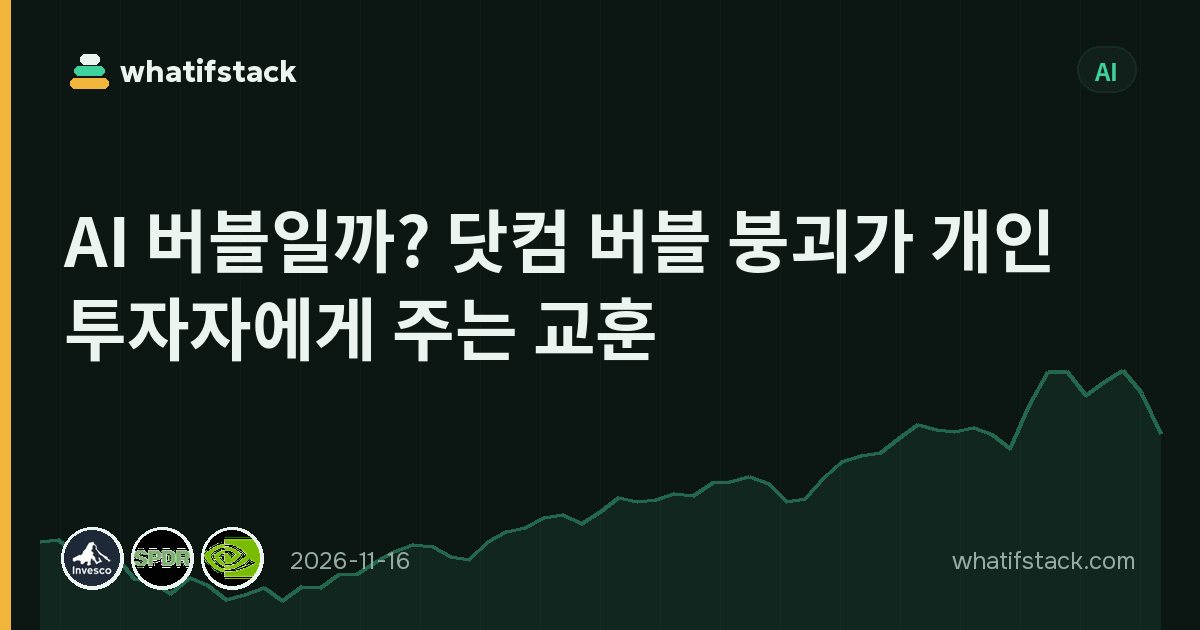 whatifstack
AI
AI 버블일까? 닷컴 버블 붕괴가 개인
투자자에게 주는 교훈
Invesco
SPDR
2026-11-16
whatifstack.com